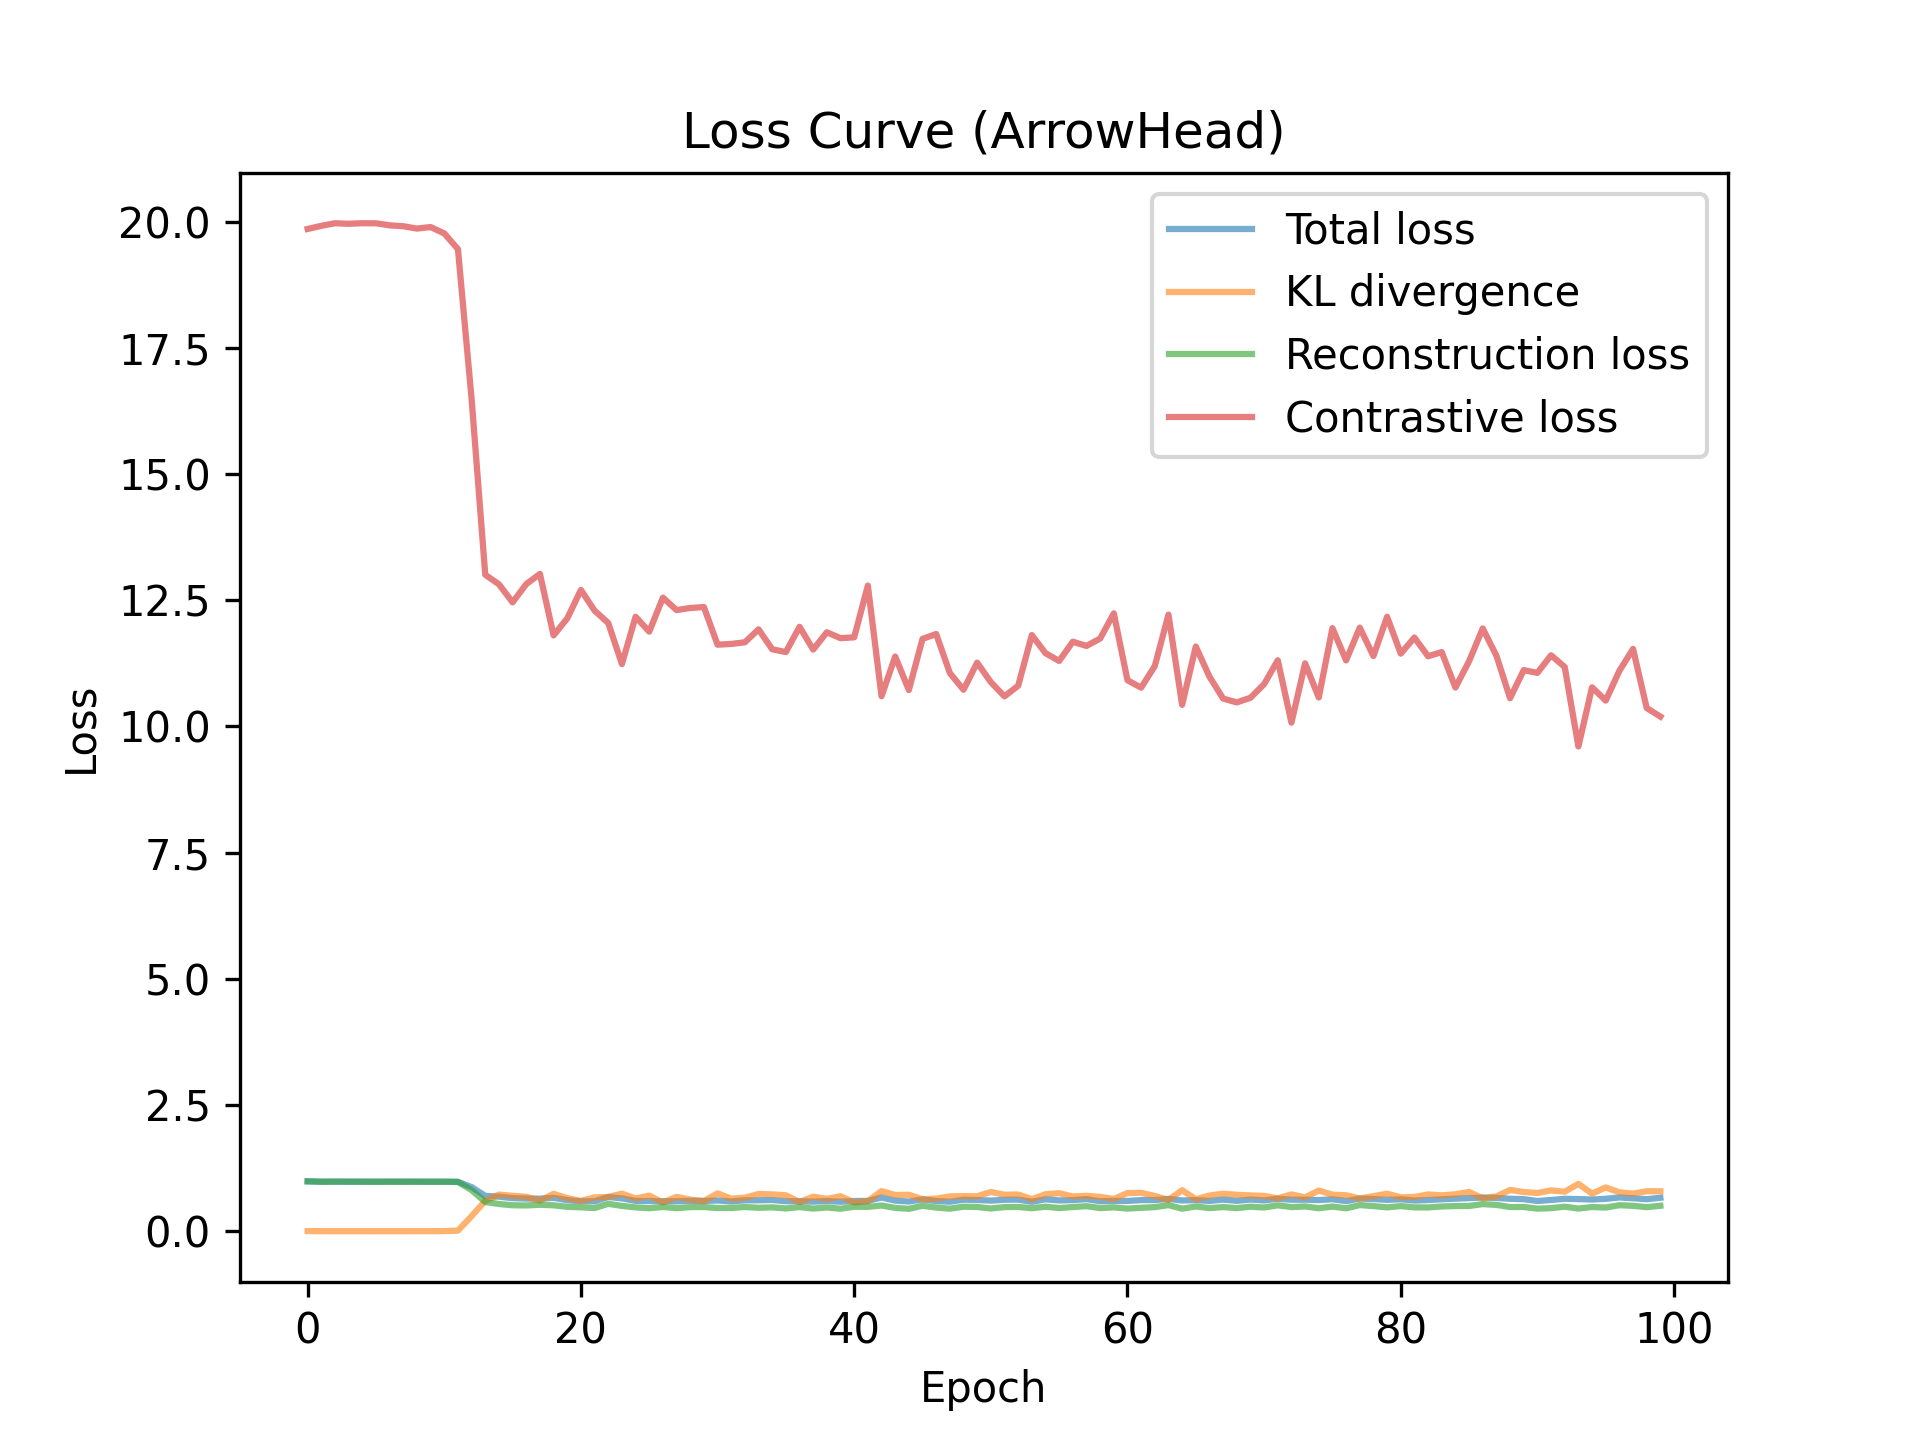 Loss Curve (ArrowHead)
Total loss
KL divergence
Reconstruction loss
Contrastive loss
20.0
17.5
15.0
12.5
10.0
7.5
5.0
2.5
0.0
Loss
0 20 40 60 80 100
Epoch